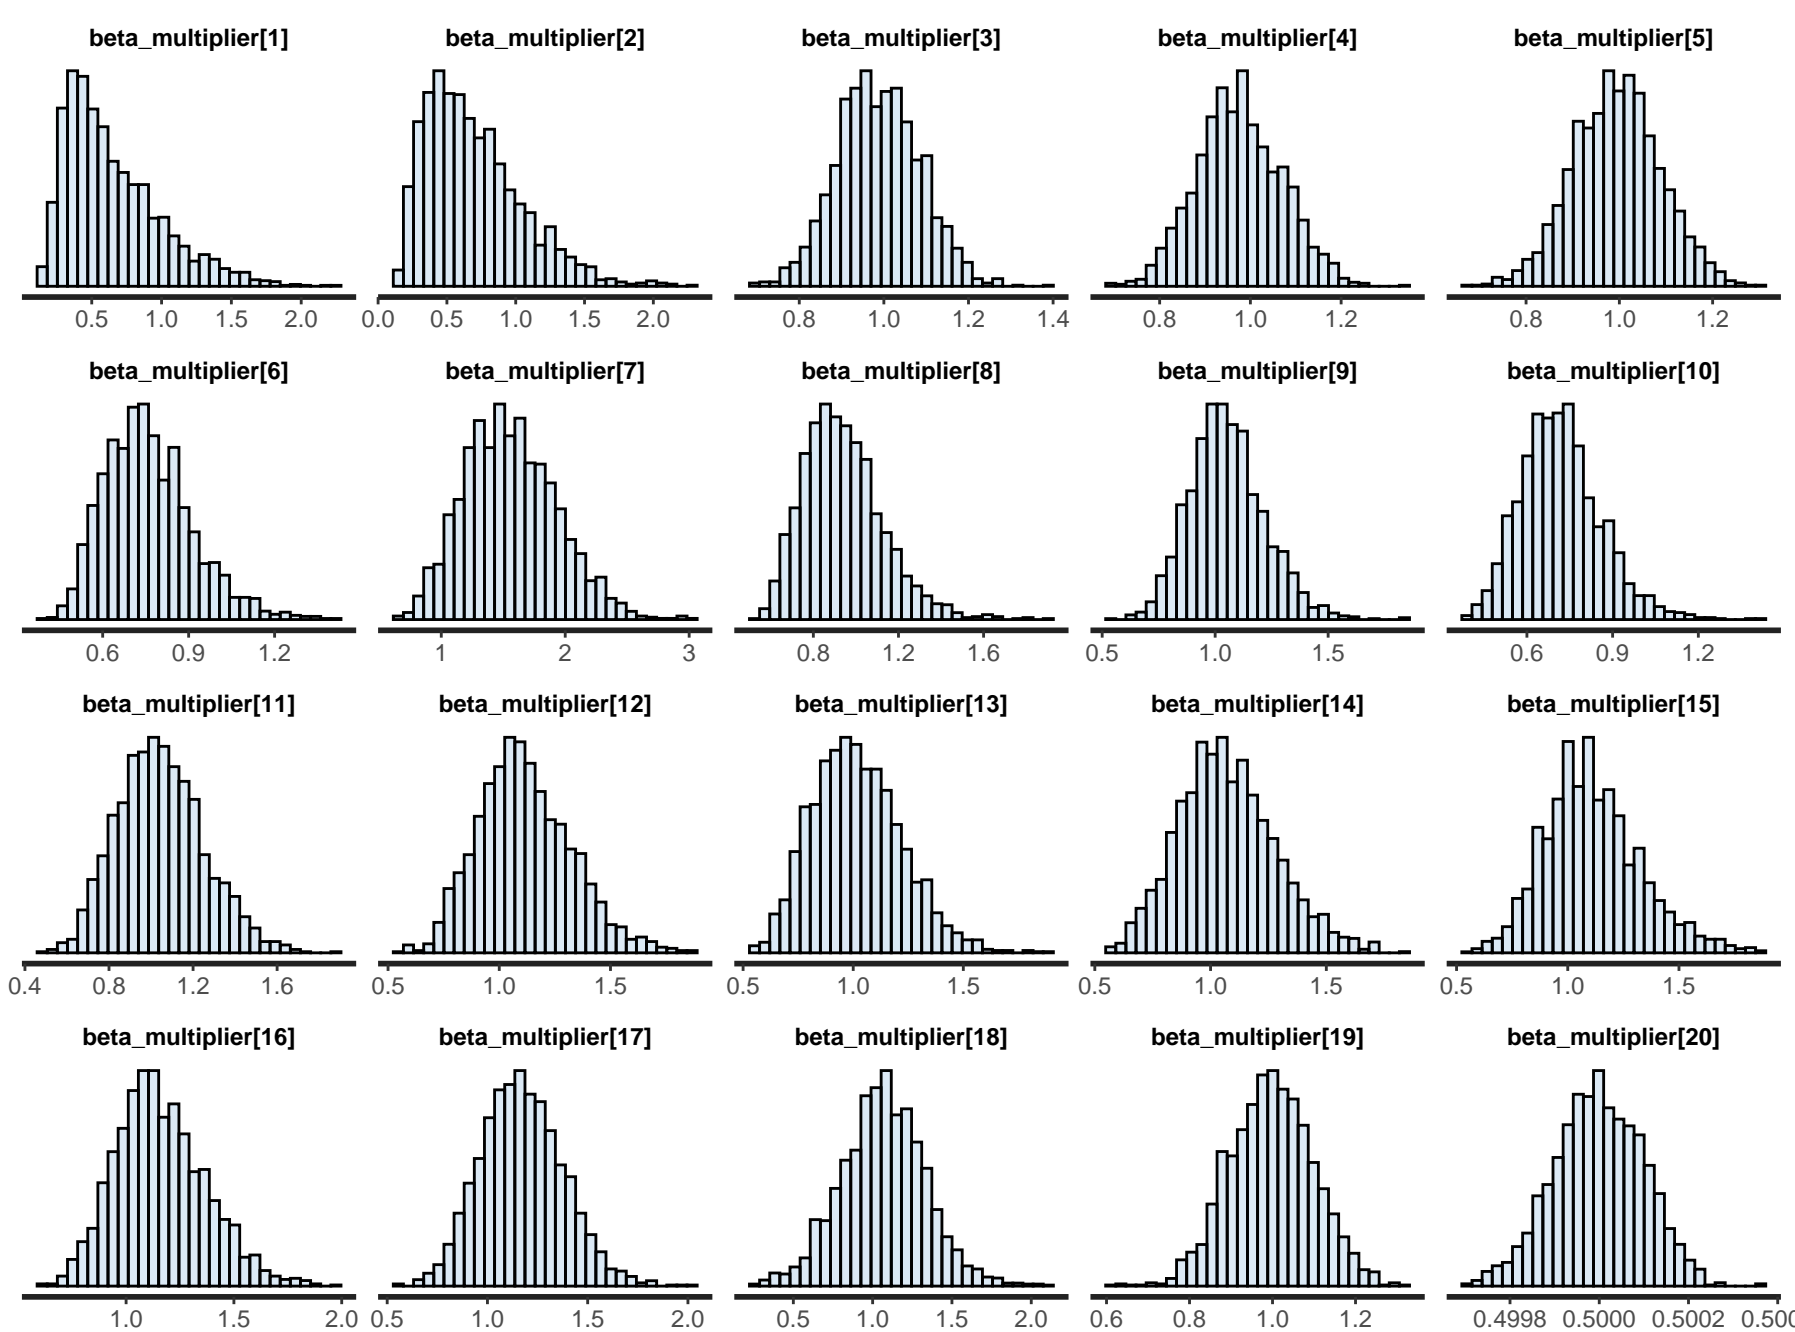 beta_multiplier[1] beta_multiplier[2] beta_multiplier[3] beta_multiplier[4] beta_multiplier[5]
0.5 1.0 1.5 2.0 0.0 0.5 1.0 1.5 2.0 0.8 1.0 1.2 1.4 0.8 1.0 1.2 0.8 1.0 1.2
beta_multiplier[6] beta_multiplier[7] beta_multiplier[8] beta_multiplier[9] beta_multiplier[10]
0.6 0.9 1.2 1 2 3 0.8 1.2 1.6 0.5 1.0 1.5 0.6 0.9 1.2
beta_multiplier[11] beta_multiplier[12] beta_multiplier[13] beta_multiplier[14] beta_multiplier[15]
0.4 0.8 1.2 1.6 0.5 1.0 1.5 0.5 1.0 1.5 0.5 1.0 1.5 0.5 1.0 1.5
beta_multiplier[16] beta_multiplier[17] beta_multiplier[18] beta_multiplier[19] beta_multiplier[20]
1.0 1.5 2.0 0.5 1.0 1.5 2.0 0.5 1.0 1.5 2.0 0.6 0.8 1.0 1.2 0.4998 0.5000 0.5002